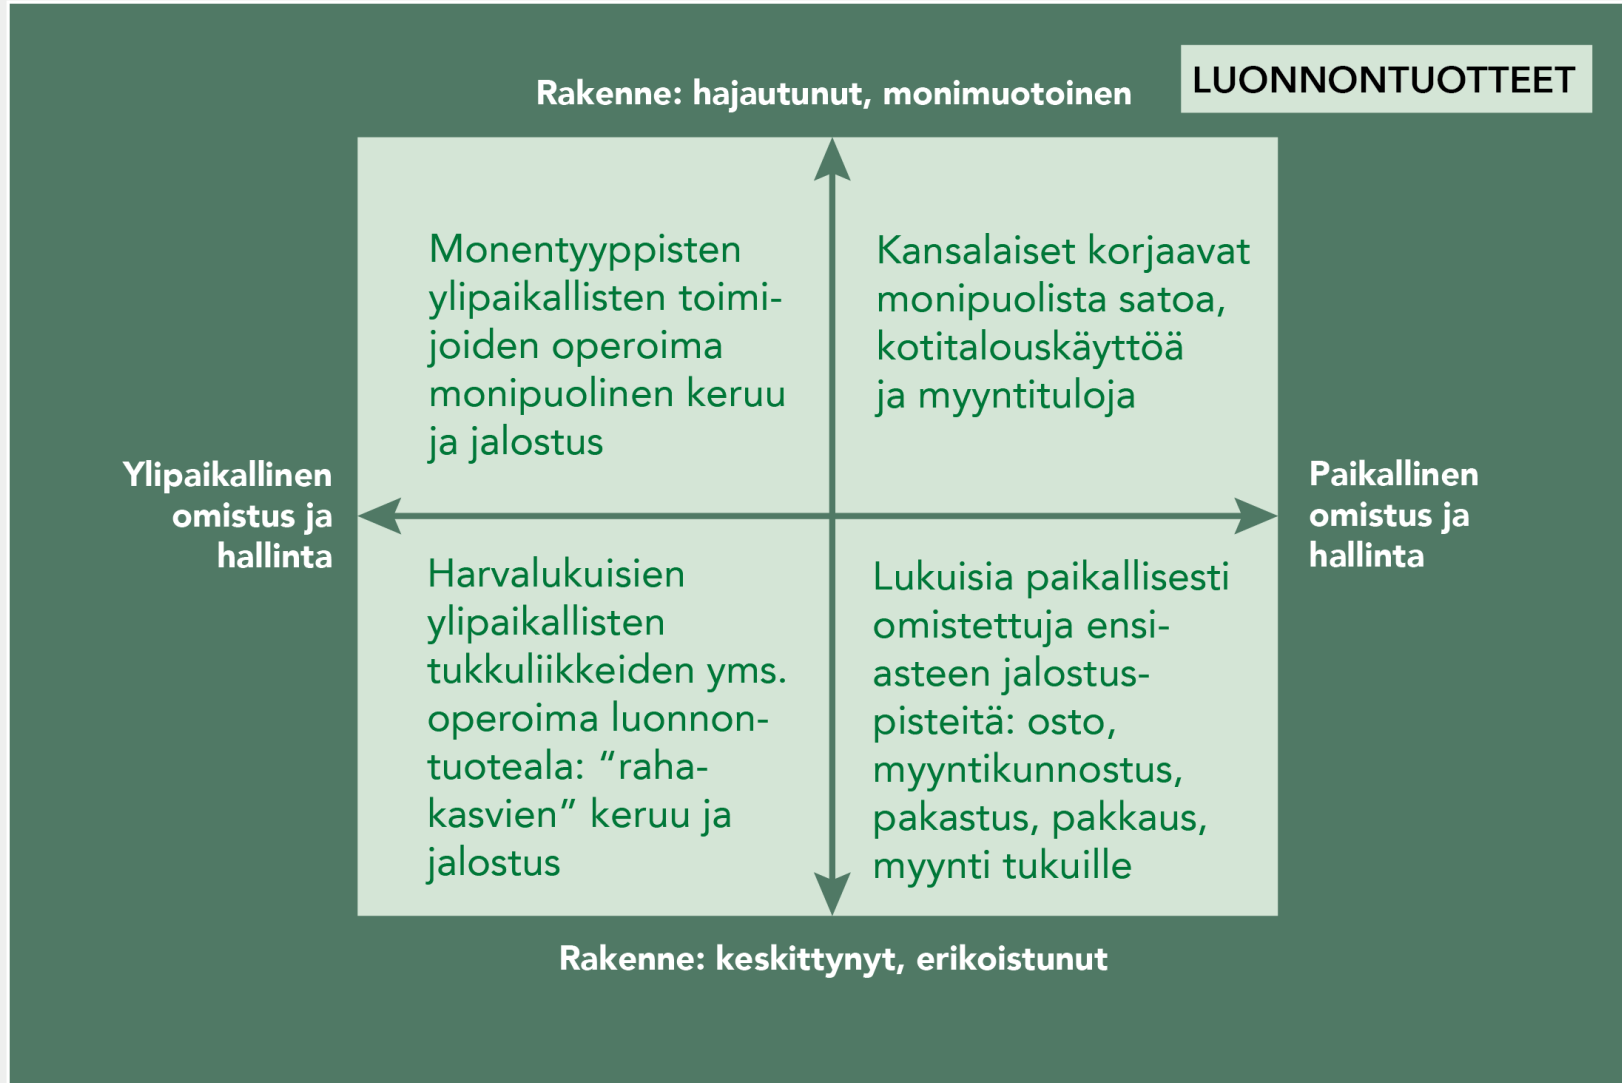 LUONNONTUOTTEET
Rakenne: hajautunut, monimuotoinen
Monentyyppisten
ylipaikallisten toimi-
joiden operoima
monipuolinen keruu
ja jalostus
Kansalaiset korjaavat
monipuolista satoa,
kotitalouskäyttöä
ja myyntituloja
Ylipaikallinen
omistus ja
hallinta
Paikallinen
omistus ja
hallinta
Harvalukuisien
ylipaikallisten
tukkuliikkeiden yms.
operoima luonnon-
tuoteala: ”raha-
kasvien” keruu ja
jalostus
Lukuisia paikallisesti
omistettuja ensi-
asteen jalostus-
pisteitä: osto,
myyntikunnostus,
pakastus, pakkaus,
myynti tukuille
Rakenne: keskittynyt, erikoistunut